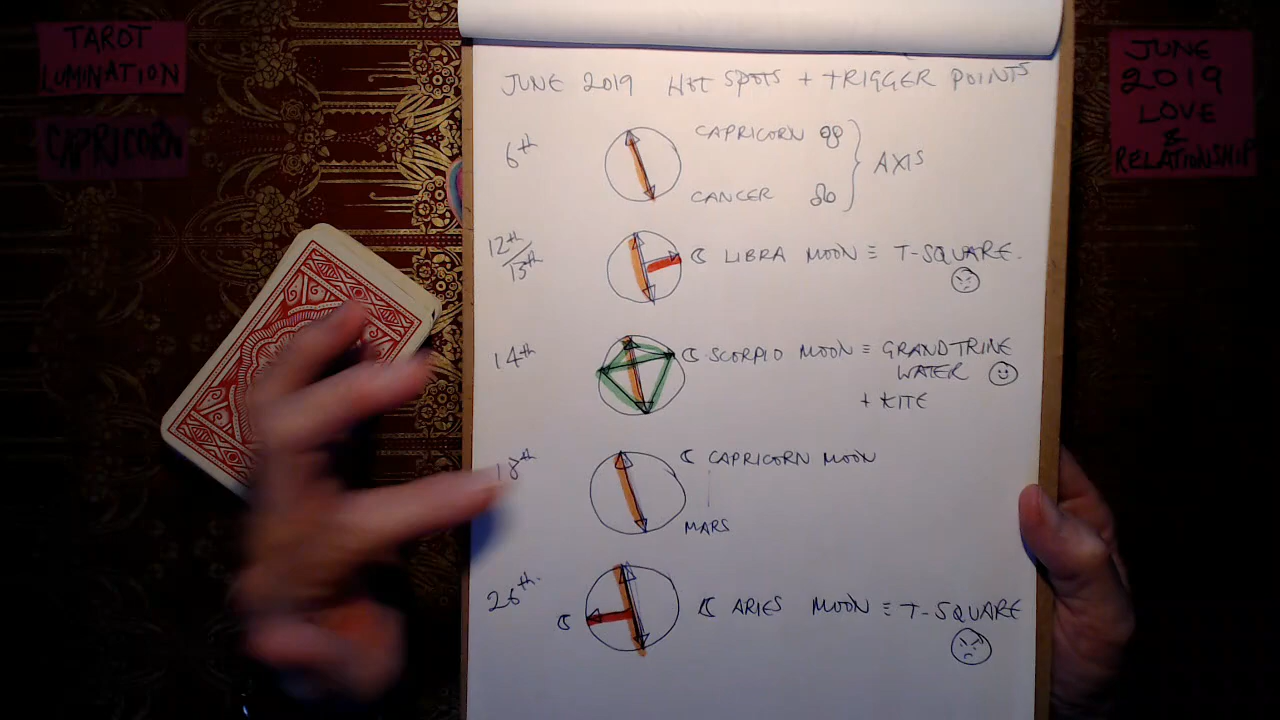 TAROT
LUMINATION
CAPRICORN
JUNE
2019
LOVE
&
RELATIONSHIP
JUNE 2019 HOT SPOTS + TRIGGER POINTS
6th
CAPRICORN ☋
CANCER ☊
AXIS
12th/13th
☾ LIBRA MOON ≡ T-SQUARE.
14th
☾ SCORPIO MOON ≡ GRAND TRINE
WATER
+ KITE
18th
☾ CAPRICORN MOON
MARS
26th.
☾
☾ ARIES MOON ≡ T-SQUARE